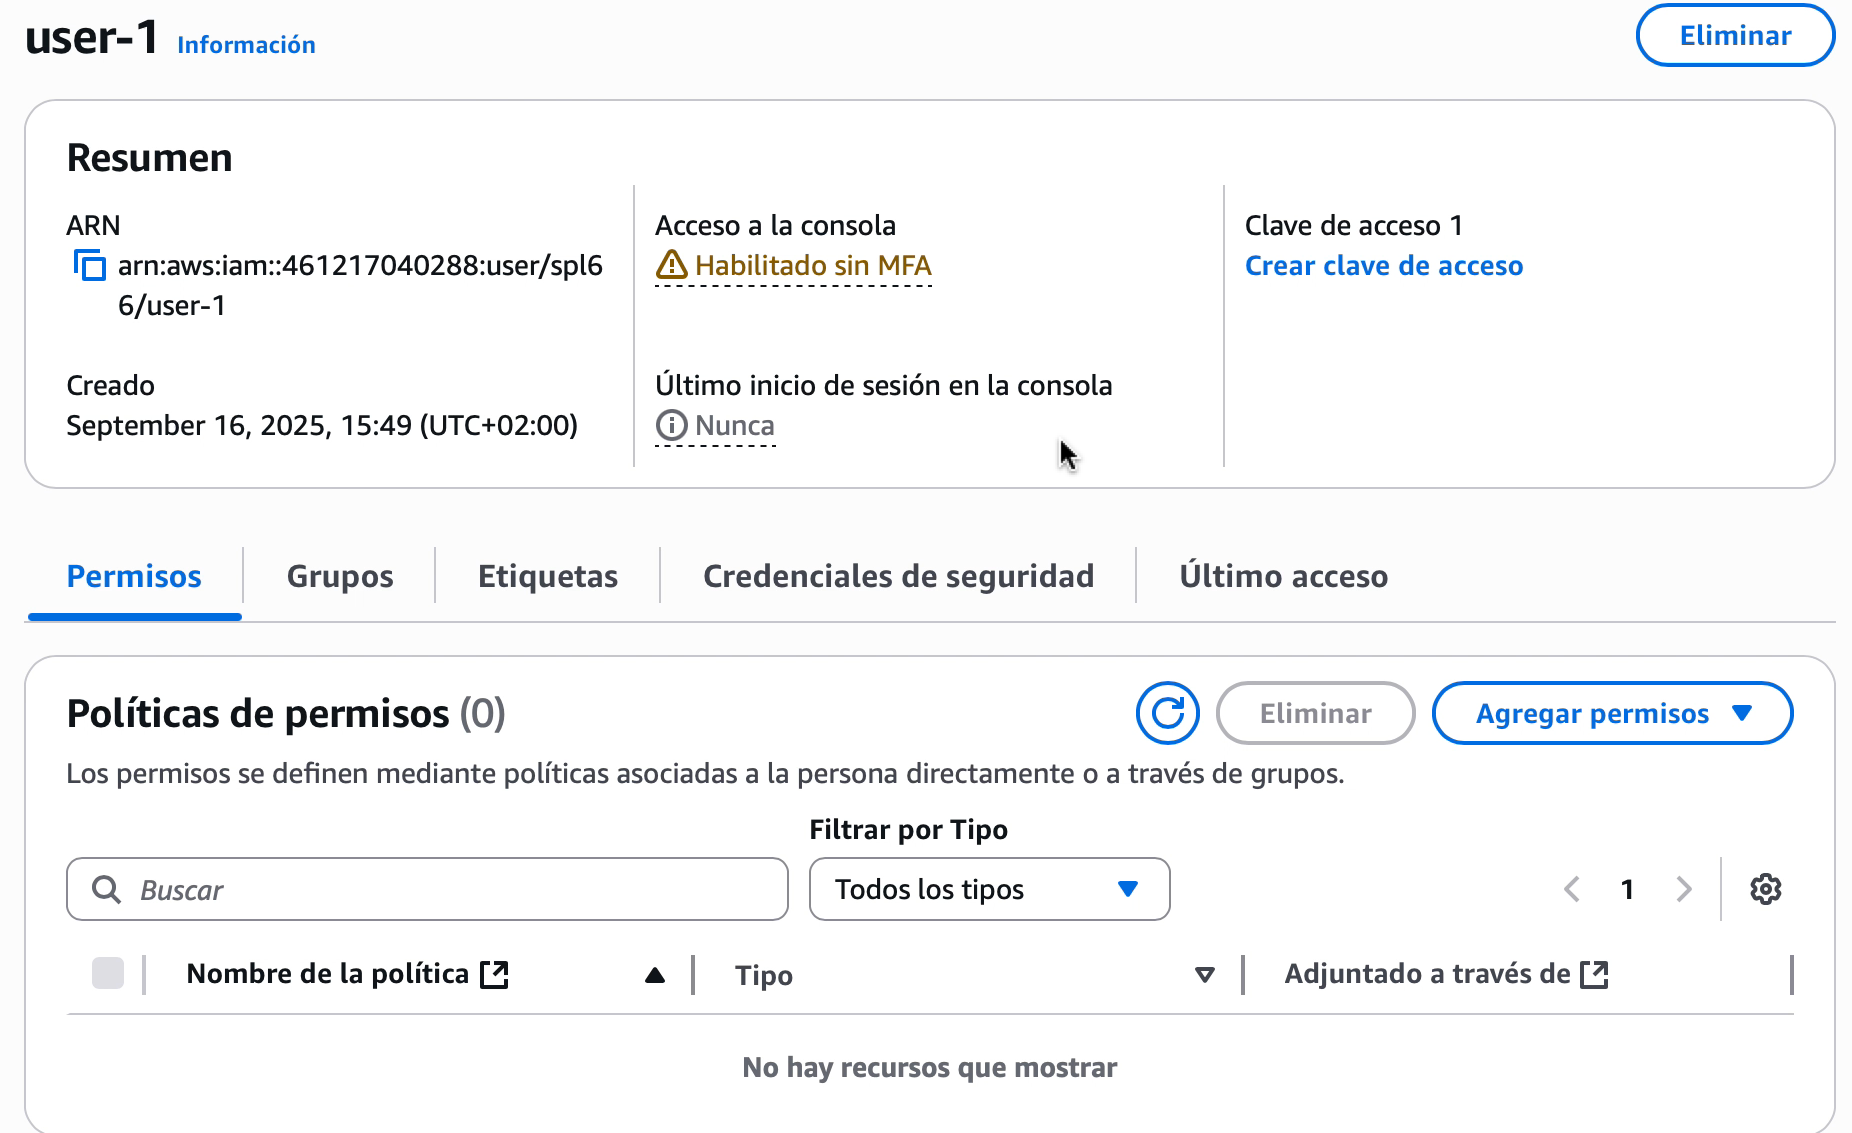 user-1 Información
Eliminar
Resumen
ARN
arn:aws:iam::461217040288:user/spl6
6/user-1
Creado
September 16, 2025, 15:49 (UTC+02:00)
Acceso a la consola
Habilitado sin MFA
Último inicio de sesión en la consola
Nunca
Clave de acceso 1
Crear clave de acceso
Permisos Grupos Etiquetas Credenciales de seguridad Último acceso
Políticas de permisos (0)
Eliminar Agregar permisos
Los permisos se definen mediante políticas asociadas a la persona directamente o a través de grupos.
Filtrar por Tipo
Buscar Todos los tipos 1
Nombre de la política Tipo Adjuntado a través de
No hay recursos que mostrar